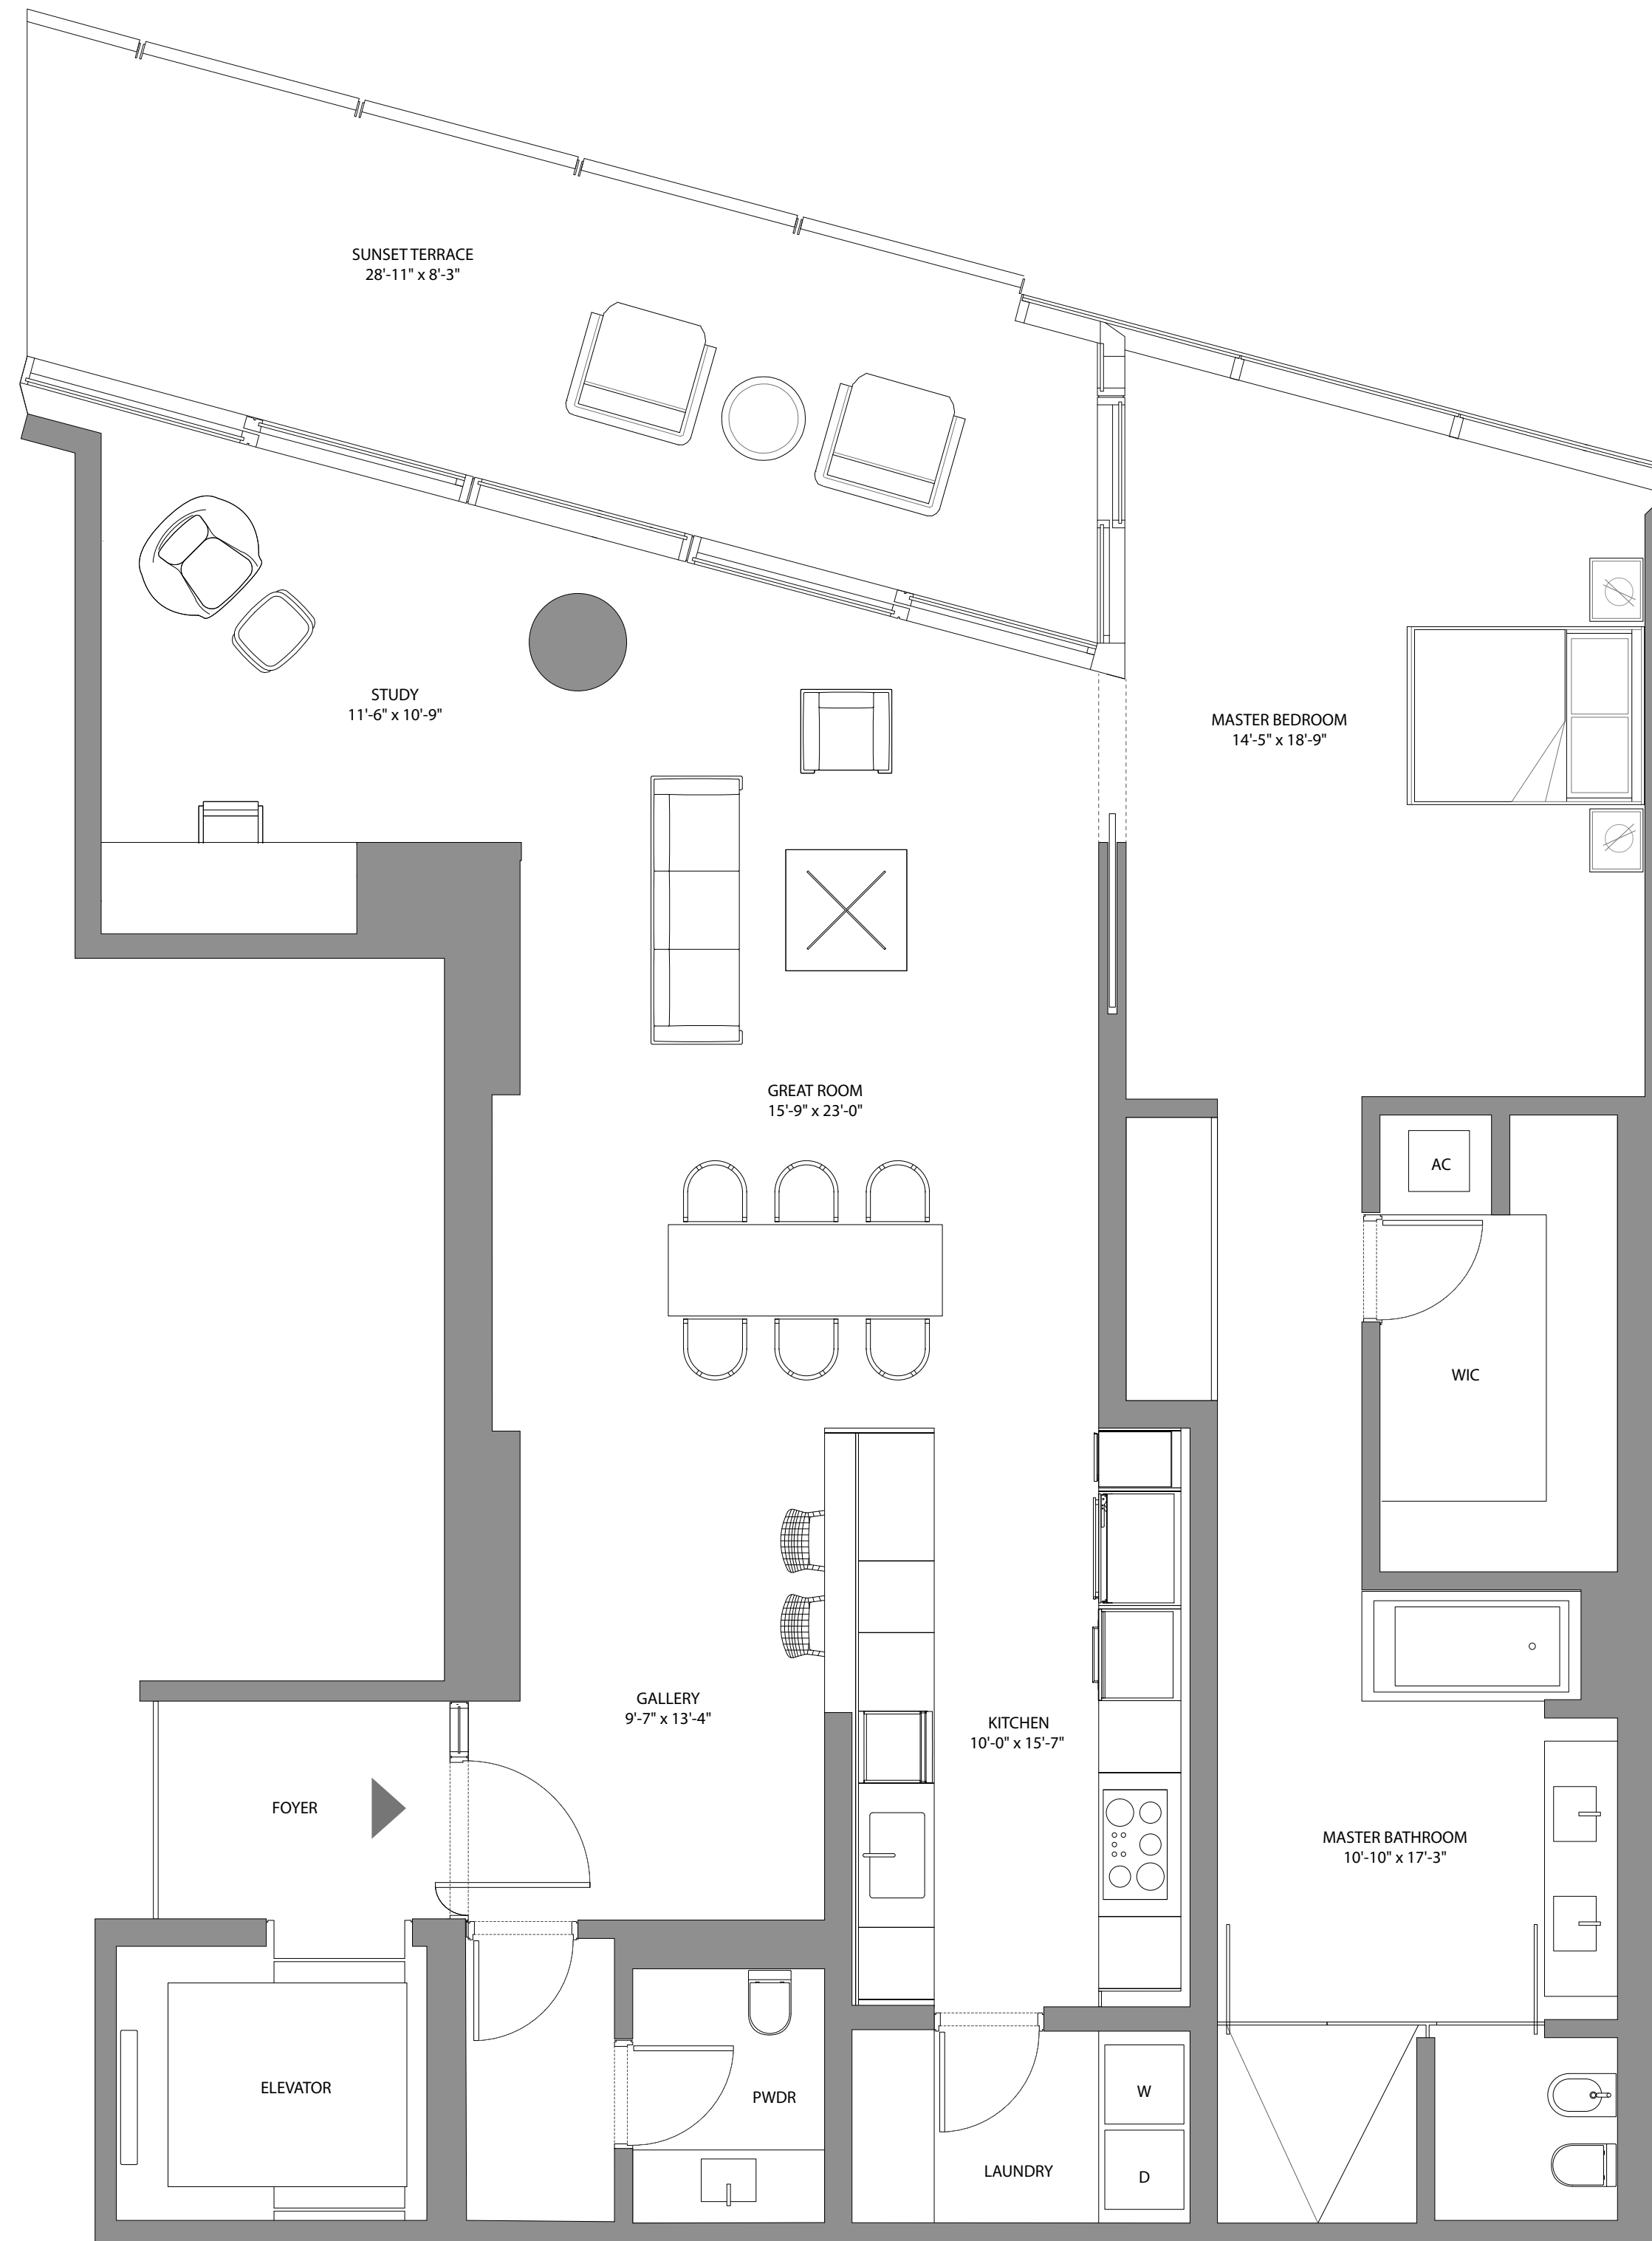 SUNSET TERRACE
28'-11" x 8'-3"
STUDY
11'-6" x 10'-9"
MASTER BEDROOM
14'-5" x 18'-9"
GREAT ROOM
15'-9" x 23'-0"
AC
WIC
GALLERY
9'-7" x 13'-4"
KITCHEN
10'-0" x 15'-7"
FOYER
MASTER BATHROOM
10'-10" x 17'-3"
ELEVATOR
PWDR
W
LAUNDRY
D